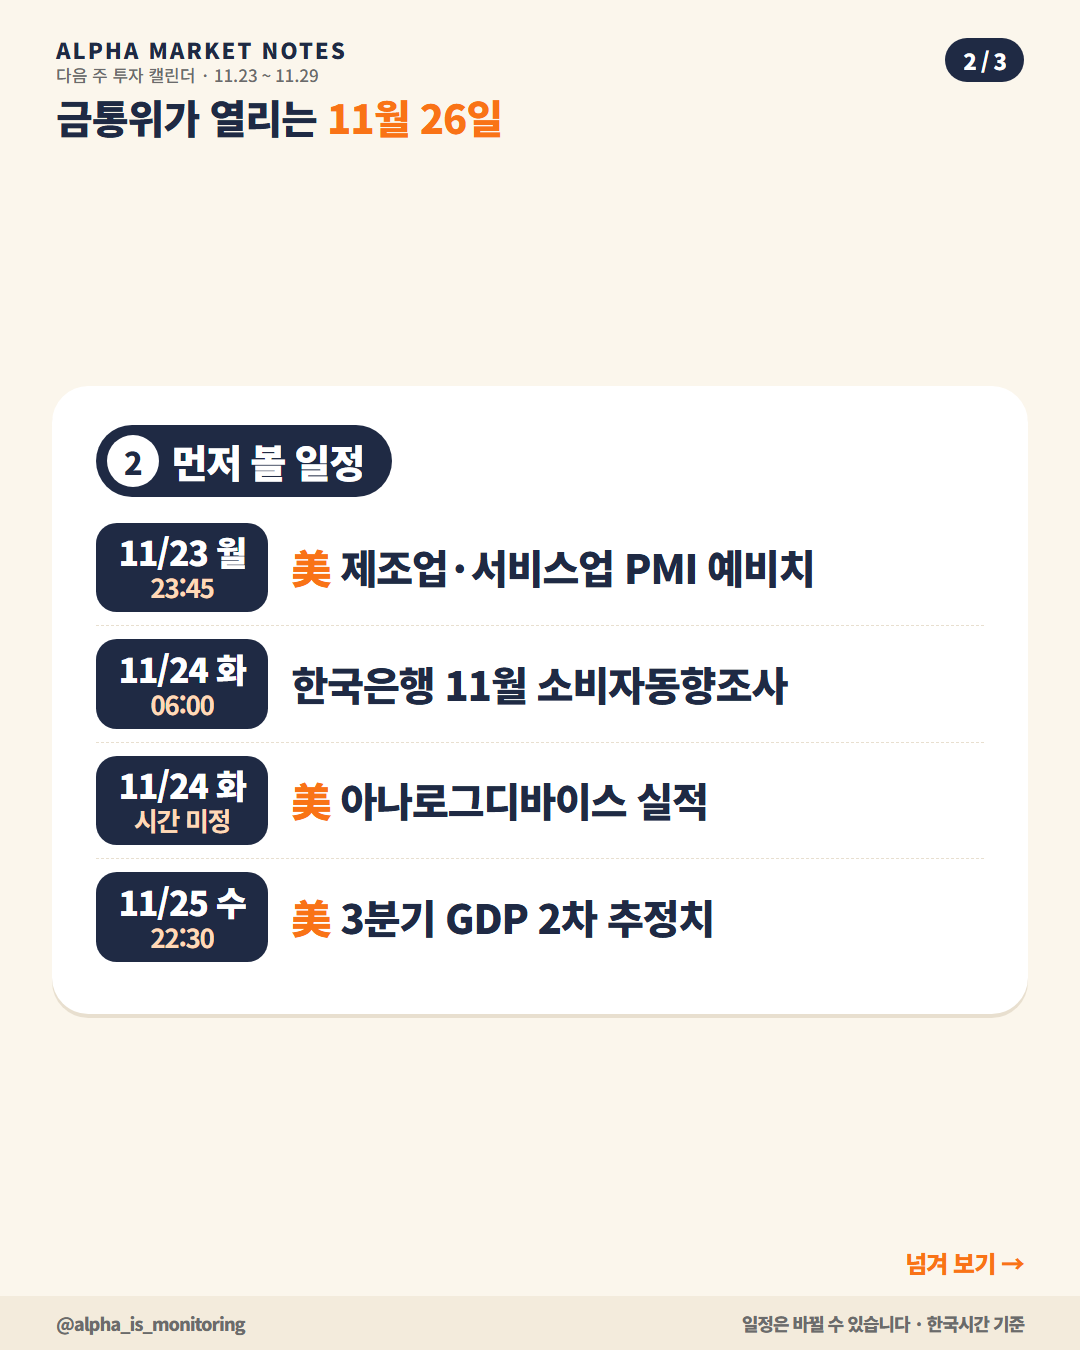 ALPHA MARKET NOTES
다음 주 투자 캘린더 · 11.23 ~ 11.29
금통위가 열리는 11월 26일
2 / 3
2 먼저 볼 일정
11/23 월
23:45
美 제조업·서비스업 PMI 예비치
11/24 화
06:00
한국은행 11월 소비자동향조사
11/24 화
시간 미정
美 아나로그디바이스 실적
11/25 수
22:30
美 3분기 GDP 2차 추정치
넘겨 보기 →
@alpha_is_monitoring
일정은 바뀔 수 있습니다 · 한국시간 기준